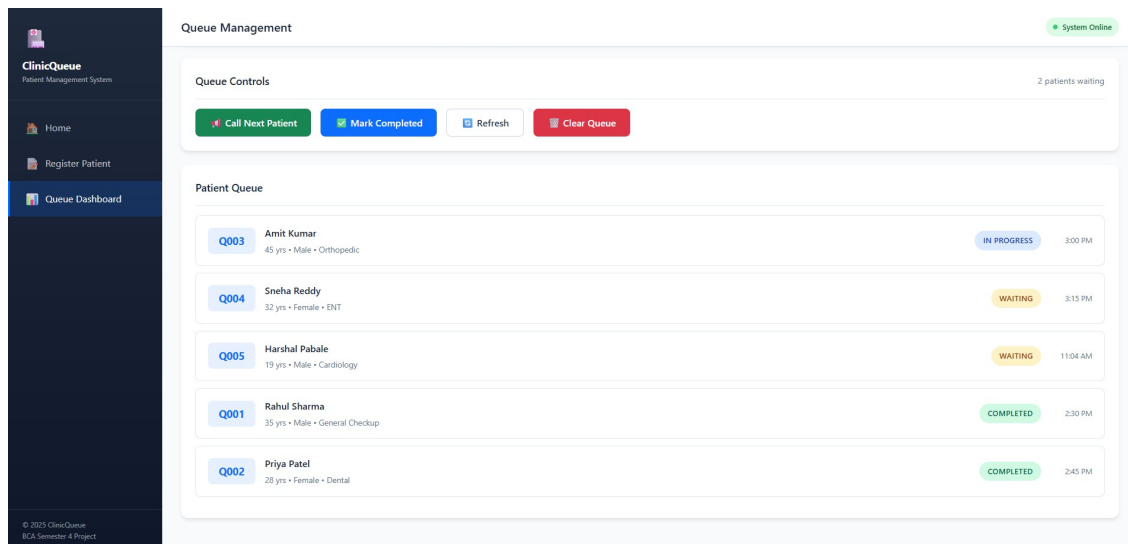 ClinicQueue
Patient Management System
Home
Register Patient
Queue Dashboard
© 2025 ClinicQueue
BCA Semester 4 Project
Queue Management
System Online
Queue Controls
2 patients waiting
Call Next Patient
Mark Completed
Refresh
Clear Queue
Patient Queue
Q003
Amit Kumar
45 yrs • Male • Orthopedic
IN PROGRESS
3:00 PM
Q004
Sneha Reddy
32 yrs • Female • ENT
WAITING
3:15 PM
Q005
Harshal Pabale
19 yrs • Male • Cardiology
WAITING
11:04 AM
Q001
Rahul Sharma
35 yrs • Male • General Checkup
COMPLETED
2:30 PM
Q002
Priya Patel
28 yrs • Female • Dental
COMPLETED
2:45 PM